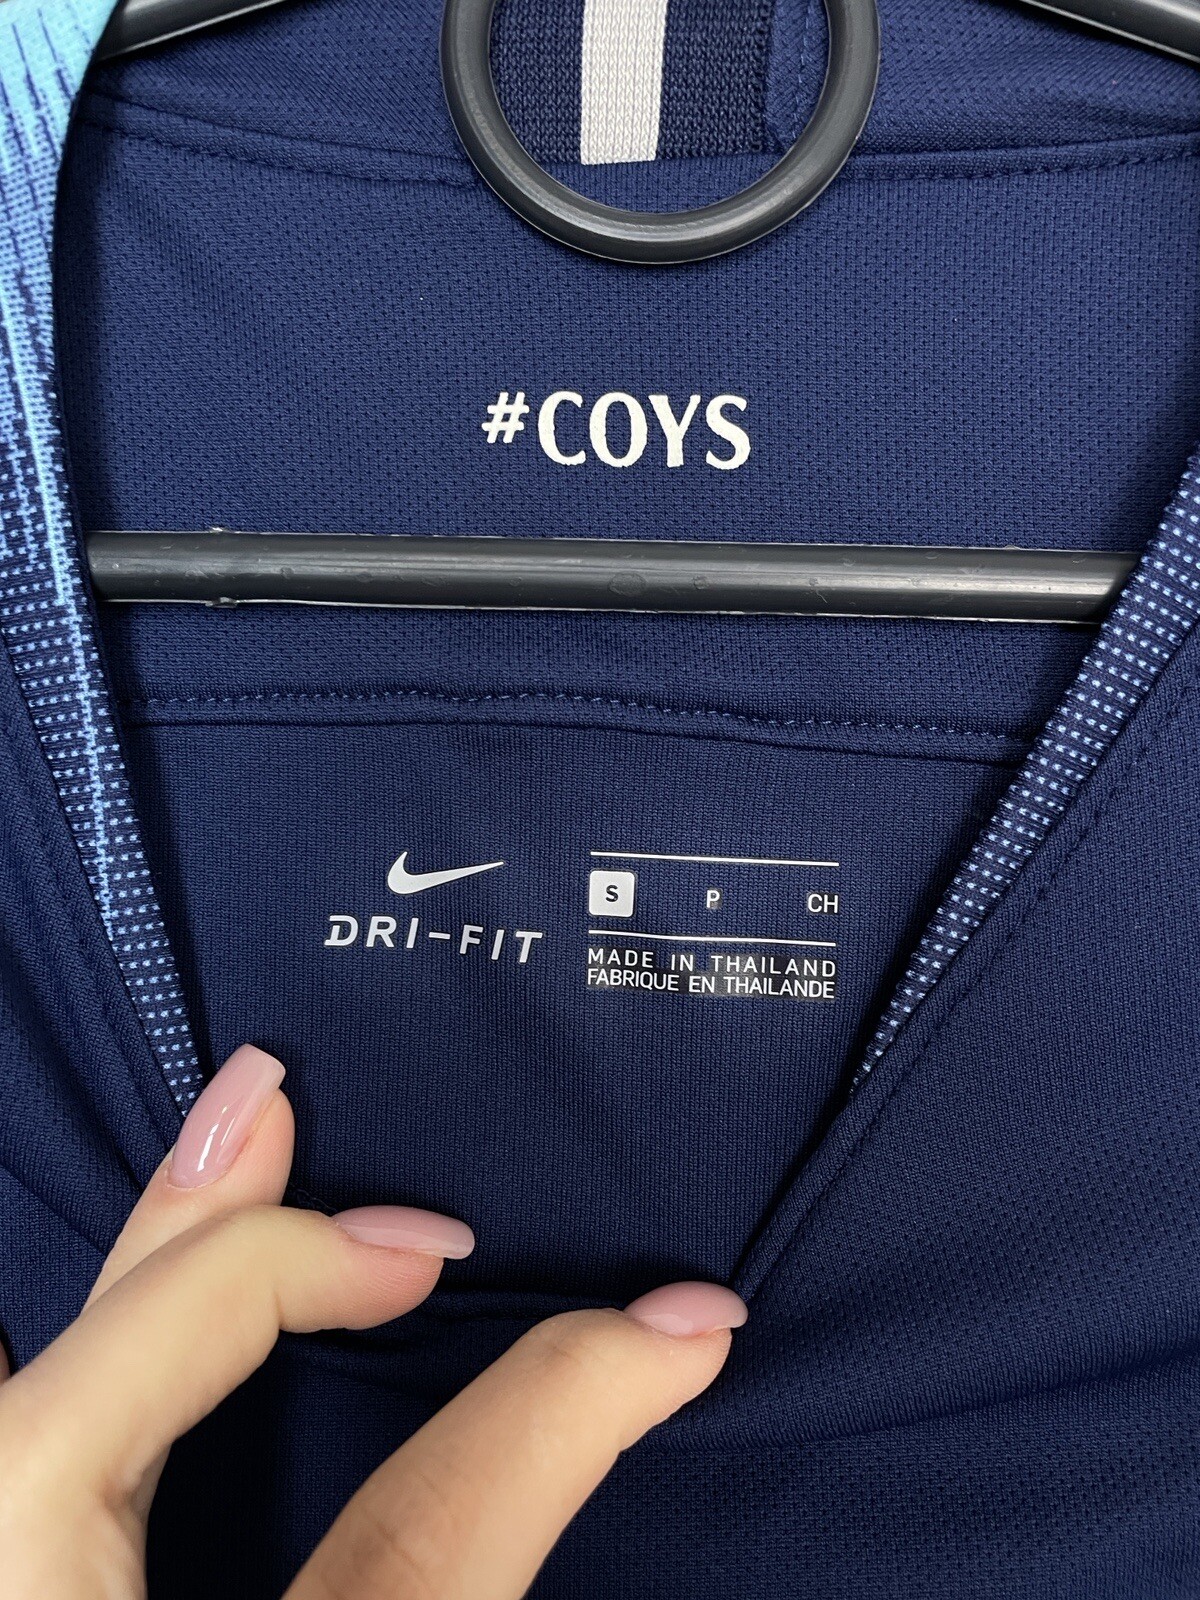 #COYS
DRI-FIT
S P CH
MADE IN THAILAND
FABRIQUE EN THAILANDE